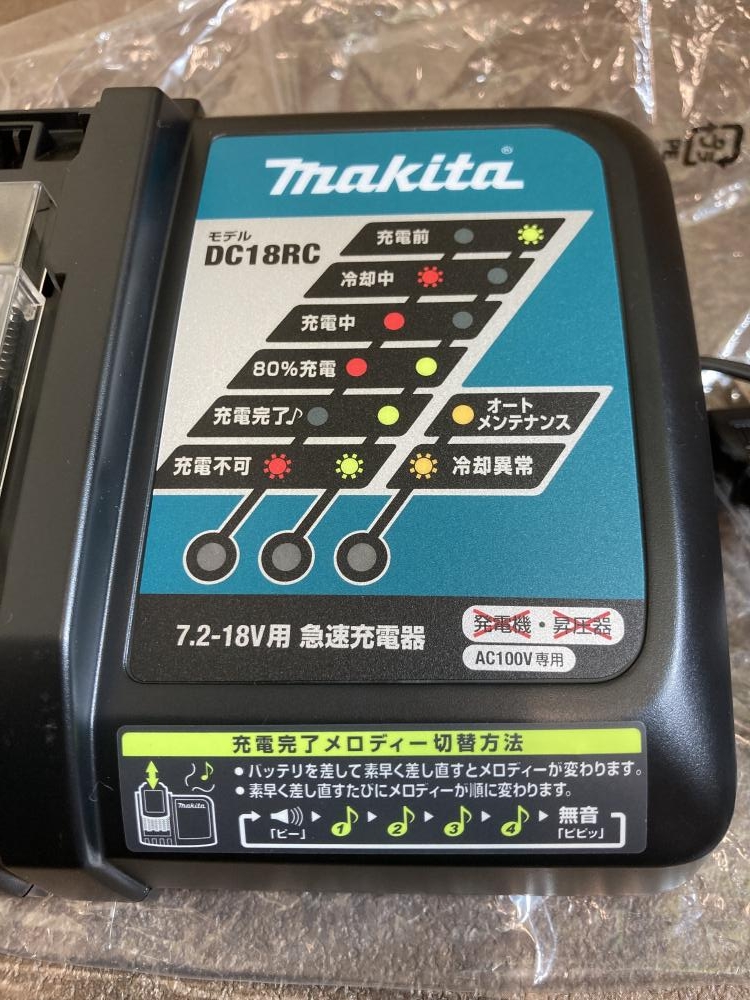 makita®
モデル
DC18RC
充電前
冷却中
充電中
80%充電
充電完了♪
オート
メンテナンス
充電不可
冷却異常
7.2-18V用 急速充電器
発電機・昇圧器
AC100V専用
充電完了メロディー切替方法
●バッテリを差して素早く差し直すとメロディーが変わります。
●素早く差し直すたびにメロディーが順に変わります。
makita
1 2 3 4 無音
「ピー」 「ピピッ」
PE